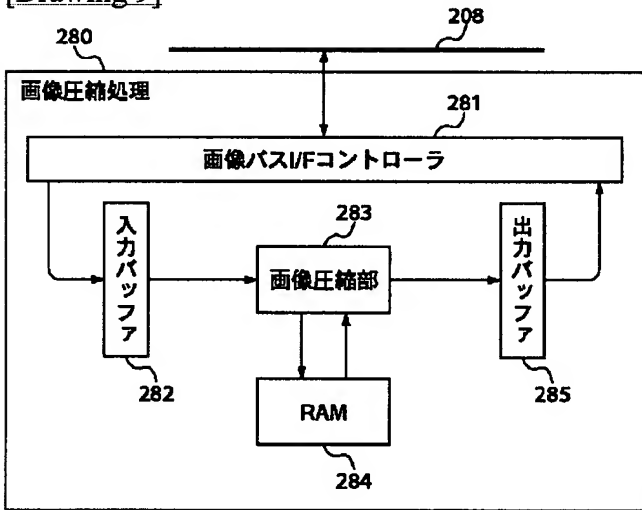 208
280
画像圧縮処理
281
画像バスI/Fコントローラ
283
入力バッファ
画像圧縮部
出力バッファ
282
285
RAM
284